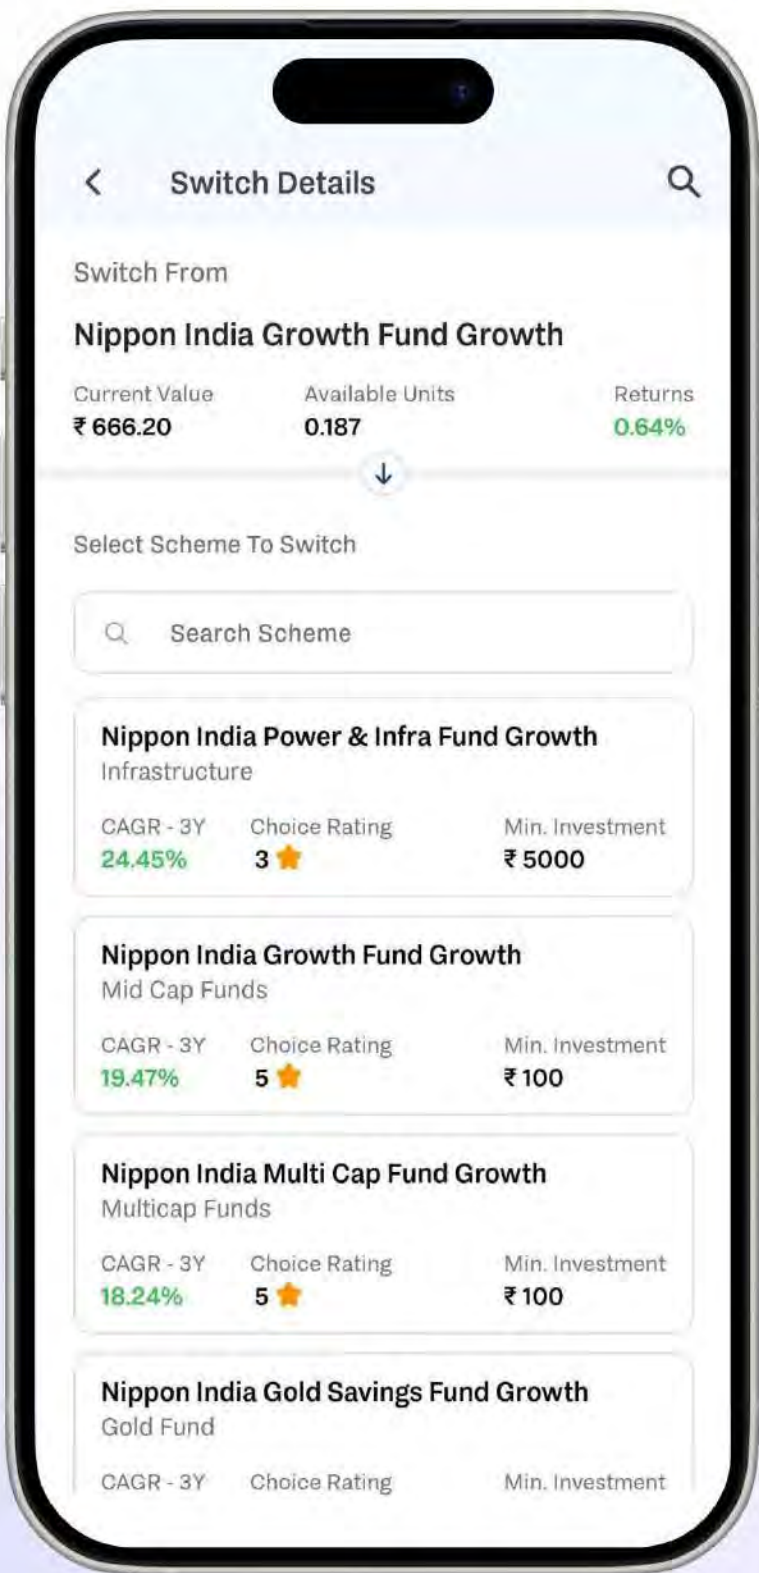 Switch Details
Switch From
Nippon India Growth Fund Growth
Current Value Available Units Returns
₹ 666.20 0.187 0.64%
Select Scheme To Switch
Search Scheme
Nippon India Power & Infra Fund Growth
Infrastructure
CAGR - 3Y Choice Rating Min. Investment
24.45% 3 ₹ 5000
Nippon India Growth Fund Growth
Mid Cap Funds
CAGR - 3Y Choice Rating Min. Investment
19.47% 5 ₹ 100
Nippon India Multi Cap Fund Growth
Multicap Funds
CAGR - 3Y Choice Rating Min. Investment
18.24% 5 ₹ 100
Nippon India Gold Savings Fund Growth
Gold Fund
CAGR - 3Y Choice Rating Min. Investment